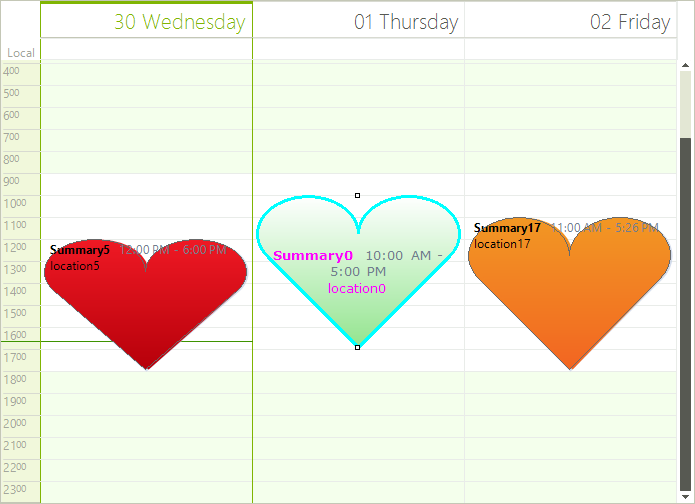 30 Wednesday 01 Thursday 02 Friday
Local
4 00
5 00
6 00
7 00
8 00
9 00
10 00
11 00
Summary17 11:00 AM - 5:26 PM
location17
12 00
Summary5 12:00 PM - 6:00 PM
location5
Summary0 10:00 AM -
5:00 PM
location0
13 00
14 00
15 00
16 00
17 00
18 00
19 00
20 00
21 00
22 00
23 00